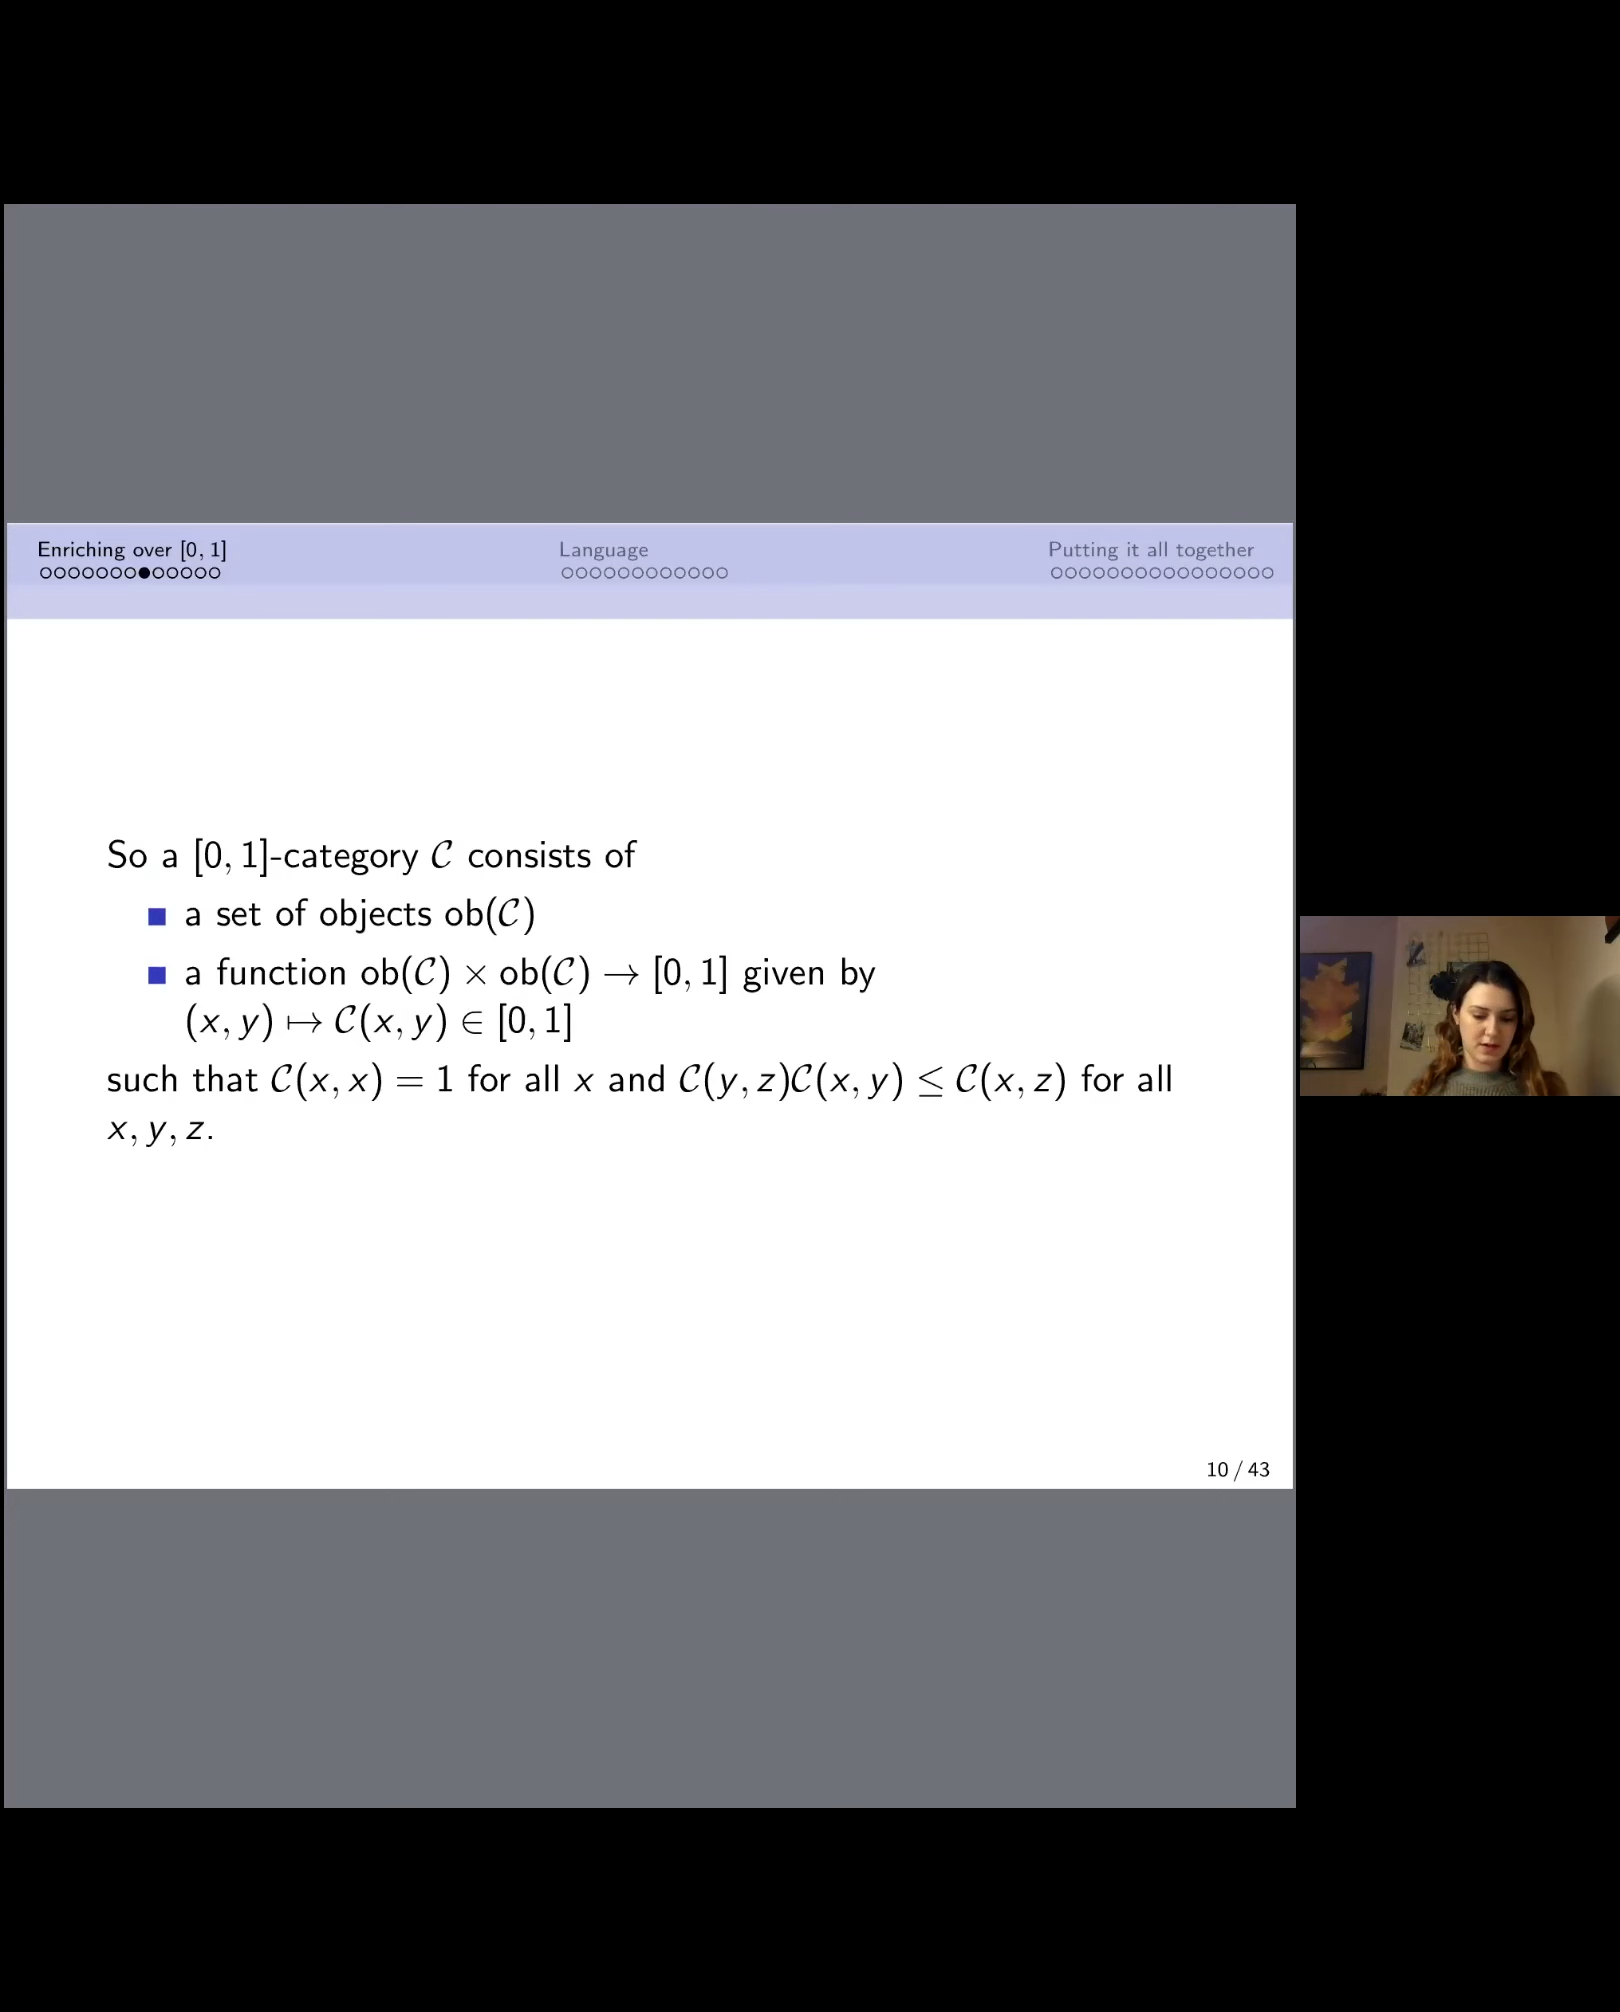 Enriching over [0, 1]
Language
Putting it all together
So a [0, 1]-category 𝒞 consists of
a set of objects ob(𝒞)
a function ob(𝒞) × ob(𝒞) → [0, 1] given by
(x, y) ↦ 𝒞(x, y) ∈ [0, 1]
such that 𝒞(x, x) = 1 for all x and 𝒞(y, z)𝒞(x, y) ≤ 𝒞(x, z) for all
x, y, z.
10 / 43